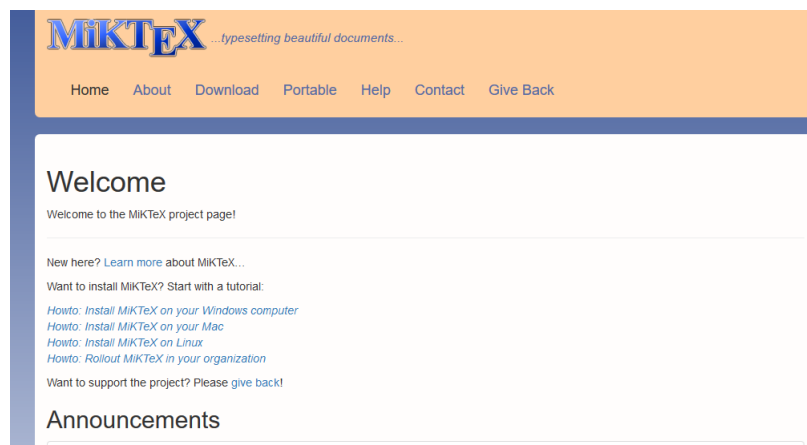 MiKTEX ...typesetting beautiful documents...
Home About Download Portable Help Contact Give Back
Welcome
Welcome to the MiKTeX project page!
New here? Learn more about MiKTeX...
Want to install MiKTeX? Start with a tutorial:
Howto: Install MiKTeX on your Windows computer
Howto: Install MiKTeX on your Mac
Howto: Install MiKTeX on Linux
Howto: Rollout MiKTeX in your organization
Want to support the project? Please give back!
Announcements